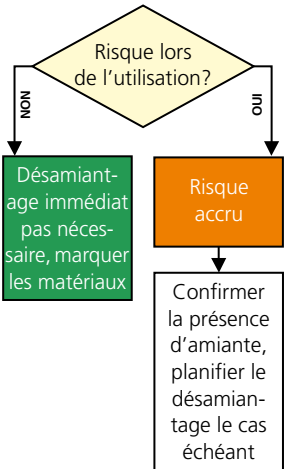 Risque lors
de l'utilisation?
NON
OUI
Désamiant-
age immédiat
pas néces-
saire, marquer
les matériaux
Risque
accru
Confirmer
la présence
d'amiante,
planifier le
désamian-
tage le cas
échéant